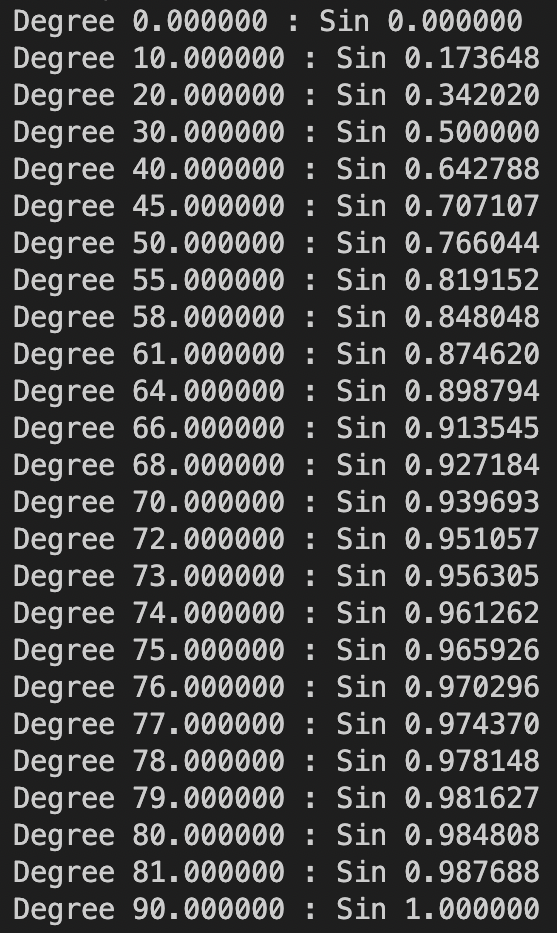 Degree 0.000000 : Sin 0.000000
Degree 10.000000 : Sin 0.173648
Degree 20.000000 : Sin 0.342020
Degree 30.000000 : Sin 0.500000
Degree 40.000000 : Sin 0.642788
Degree 45.000000 : Sin 0.707107
Degree 50.000000 : Sin 0.766044
Degree 55.000000 : Sin 0.819152
Degree 58.000000 : Sin 0.848048
Degree 61.000000 : Sin 0.874620
Degree 64.000000 : Sin 0.898794
Degree 66.000000 : Sin 0.913545
Degree 68.000000 : Sin 0.927184
Degree 70.000000 : Sin 0.939693
Degree 72.000000 : Sin 0.951057
Degree 73.000000 : Sin 0.956305
Degree 74.000000 : Sin 0.961262
Degree 75.000000 : Sin 0.965926
Degree 76.000000 : Sin 0.970296
Degree 77.000000 : Sin 0.974370
Degree 78.000000 : Sin 0.978148
Degree 79.000000 : Sin 0.981627
Degree 80.000000 : Sin 0.984808
Degree 81.000000 : Sin 0.987688
Degree 90.000000 : Sin 1.000000